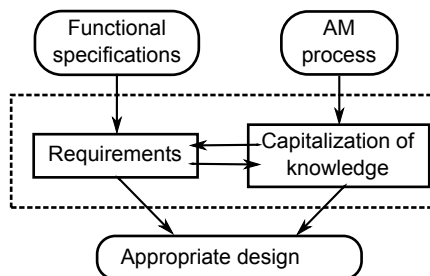 Functional
specifications
AM
process
Requirements
Capitalization of
knowledge
Appropriate design